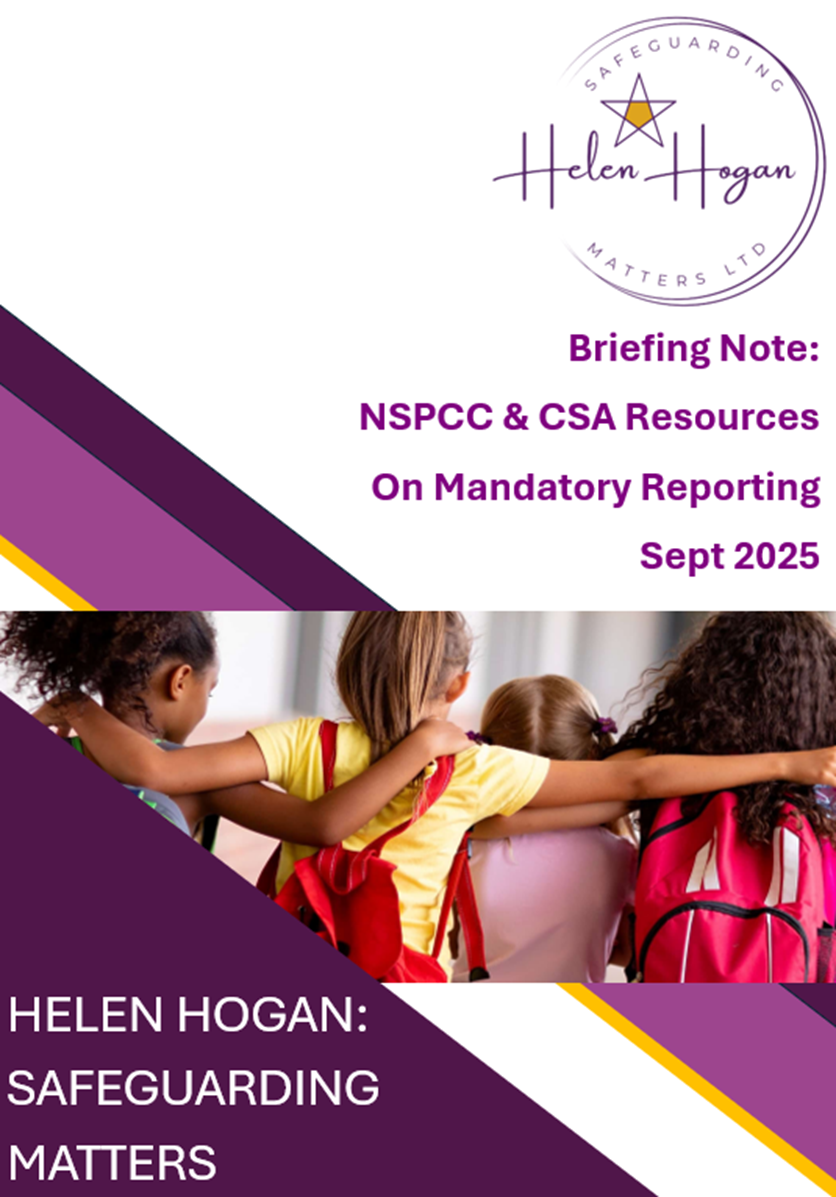 SAFEGUARDING
Helen Hogan
MATTERS LTD
Briefing Note:
NSPCC & CSA Resources
On Mandatory Reporting
Sept 2025
HELEN HOGAN:
SAFEGUARDING
MATTERS